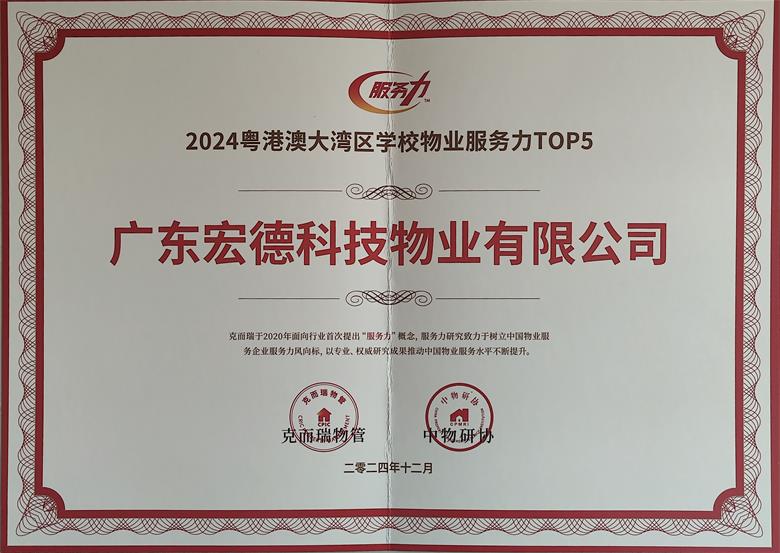 服务力™
2024粤港澳大湾区学校物业服务力TOP5
广东宏德科技物业有限公司
克而瑞于2020年面向行业首次提出“服务力”概念，服务力研究致力于树立中国物业服
务企业服务力风向标，以专业、权威研究成果推动中国物业服务水平不断提升。
克而瑞物管
CPIC
克而瑞物管
中物研协
CPMRI
中物研协
二零二四年十二月